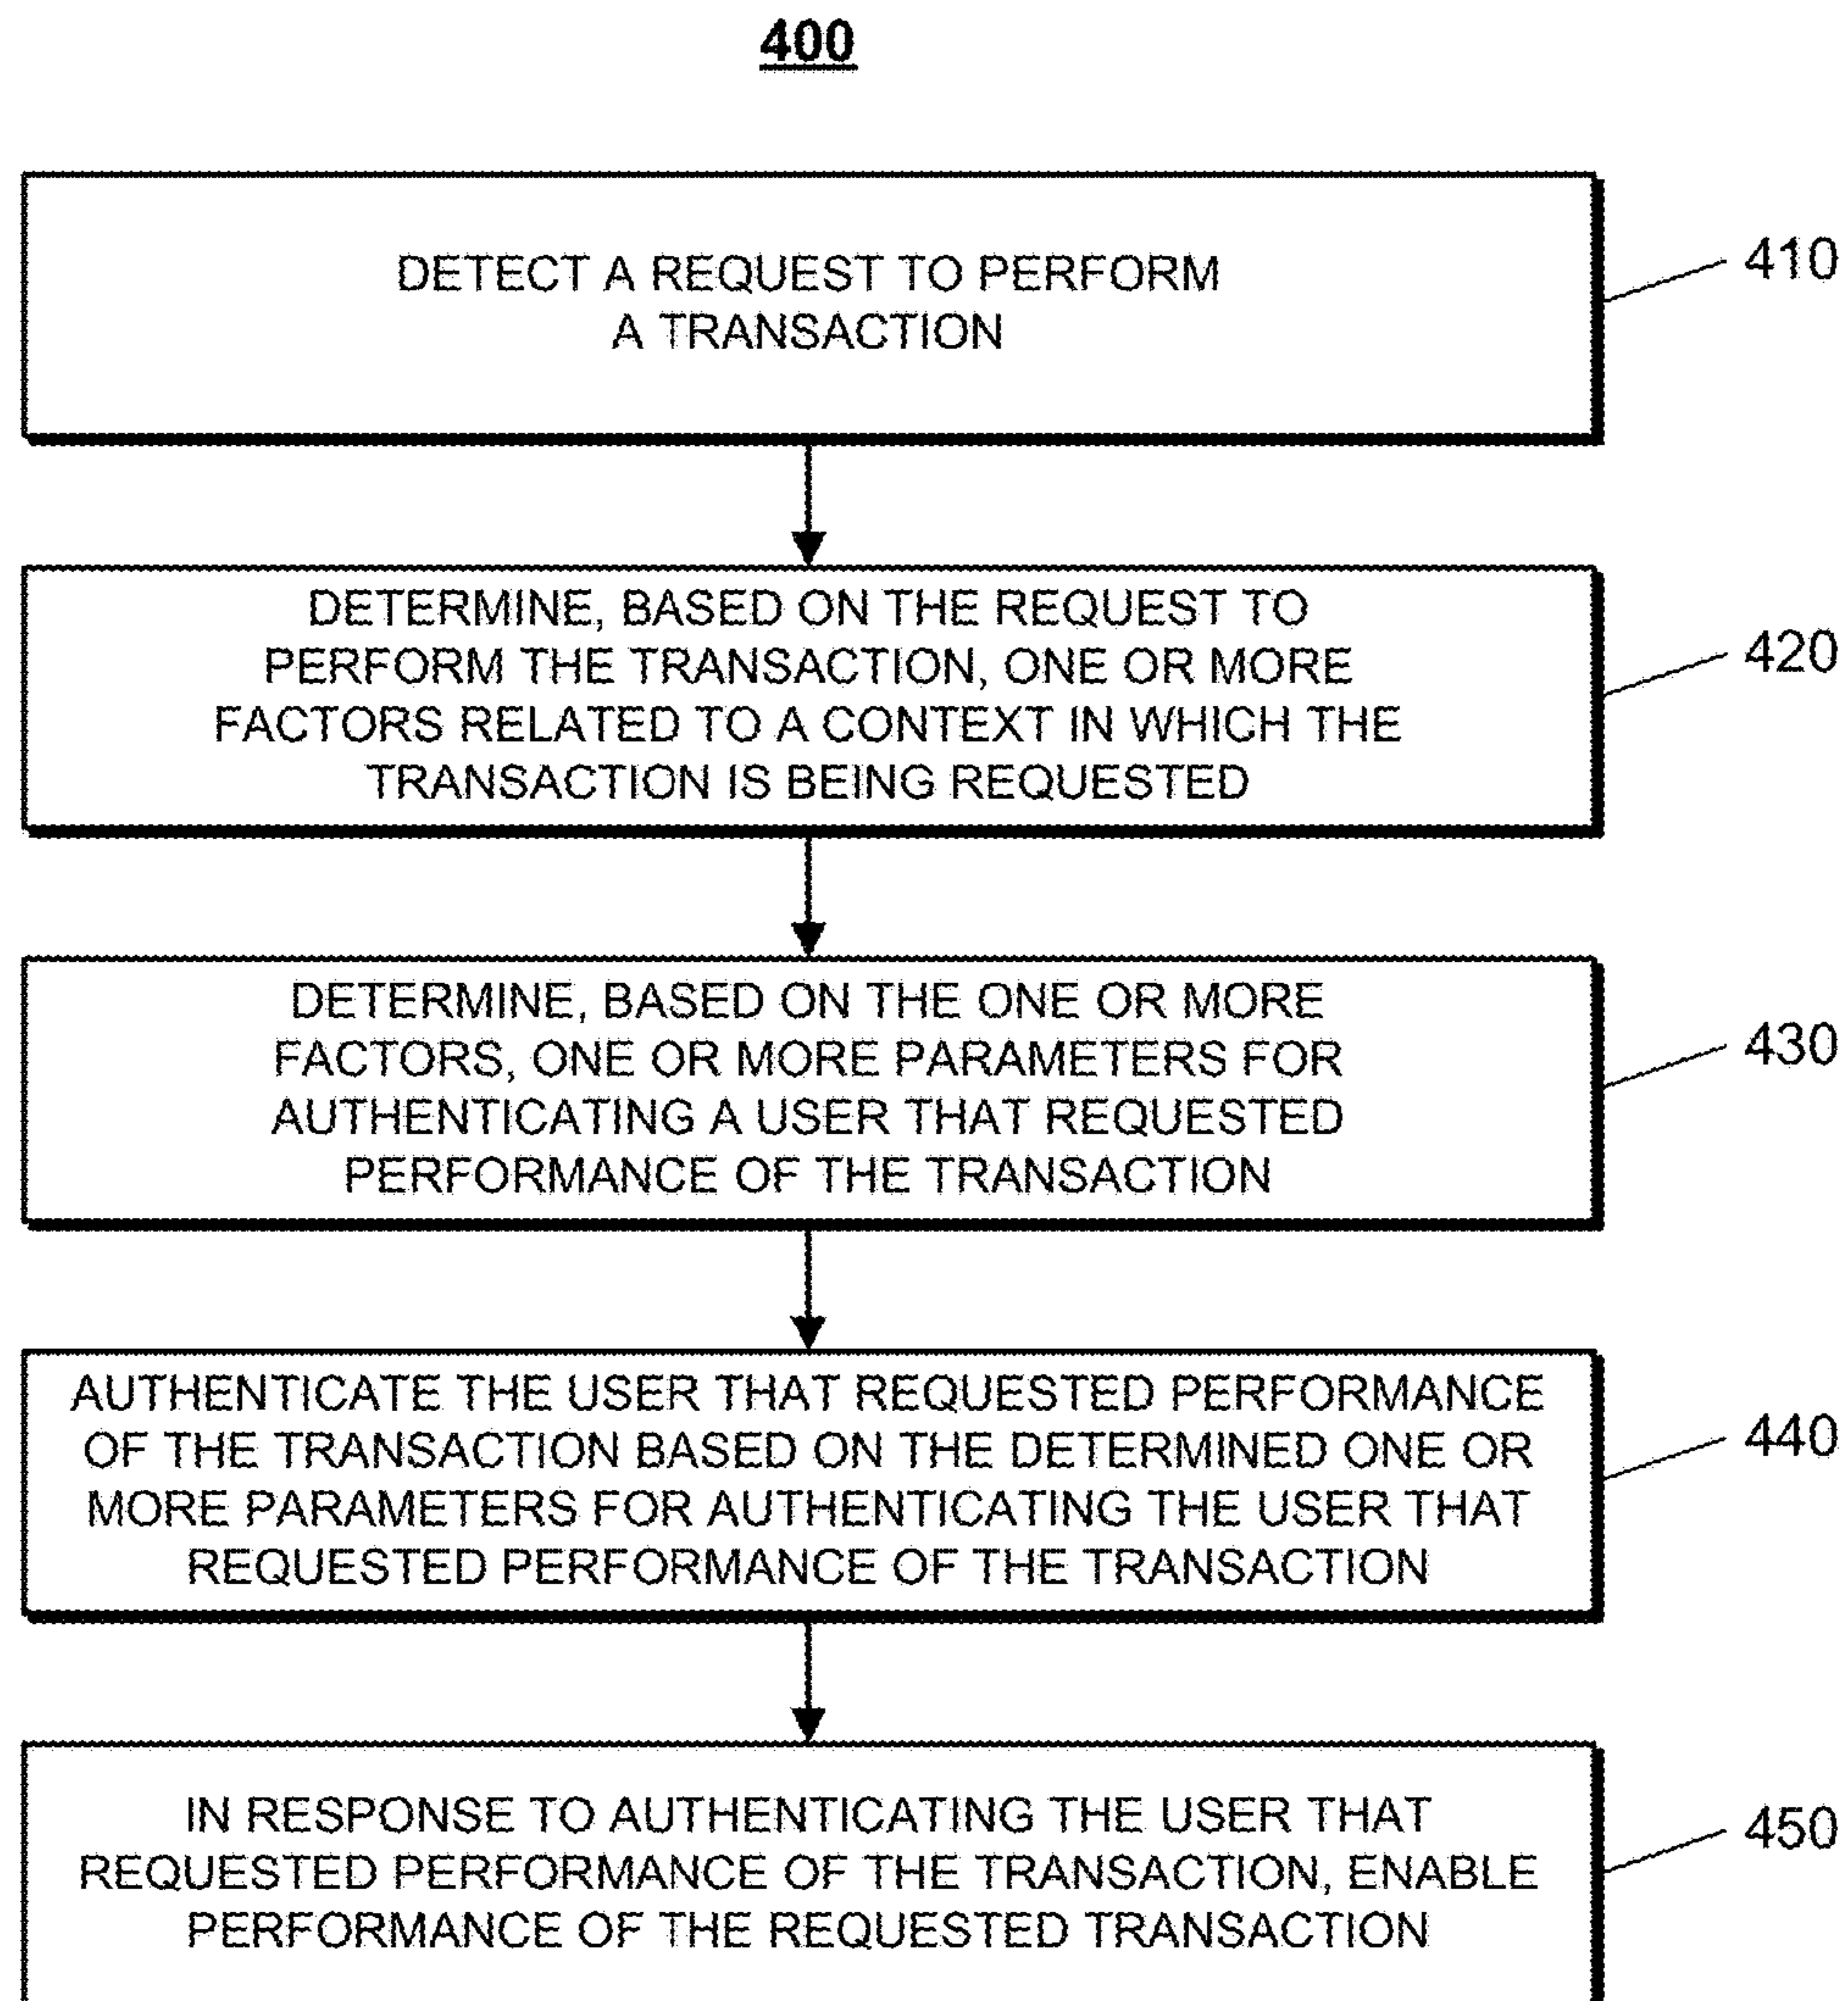 400
DETECT A REQUEST TO PERFORM
A TRANSACTION
410
DETERMINE, BASED ON THE REQUEST TO
PERFORM THE TRANSACTION, ONE OR MORE
FACTORS RELATED TO A CONTEXT IN WHICH THE
TRANSACTION IS BEING REQUESTED
420
DETERMINE, BASED ON THE ONE OR MORE
FACTORS, ONE OR MORE PARAMETERS FOR
AUTHENTICATING A USER THAT REQUESTED
PERFORMANCE OF THE TRANSACTION
430
AUTHENTICATE THE USER THAT REQUESTED PERFORMANCE
OF THE TRANSACTION BASED ON THE DETERMINED ONE OR
MORE PARAMETERS FOR AUTHENTICATING THE USER THAT
REQUESTED PERFORMANCE OF THE TRANSACTION
440
IN RESPONSE TO AUTHENTICATING THE USER THAT
REQUESTED PERFORMANCE OF THE TRANSACTION, ENABLE
PERFORMANCE OF THE REQUESTED TRANSACTION
450